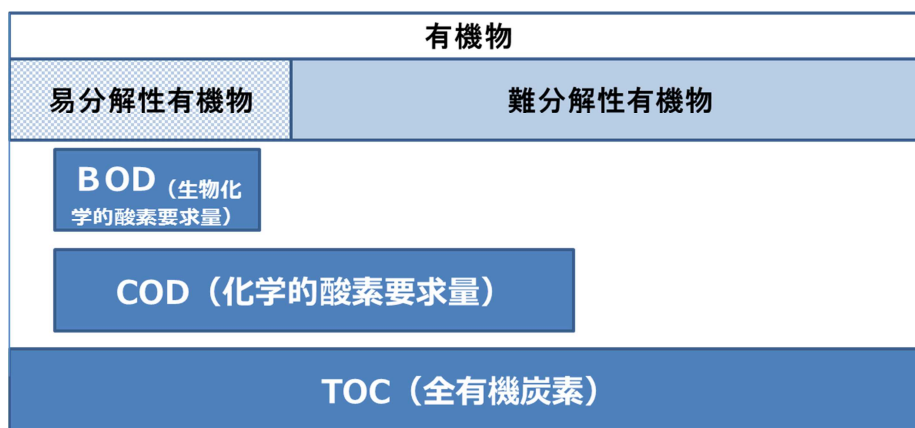 有機物
易分解性有機物
難分解性有機物
ＢOD（生物化
学的酸素要求量）
COD（化学的酸素要求量）
TOC（全有機炭素）